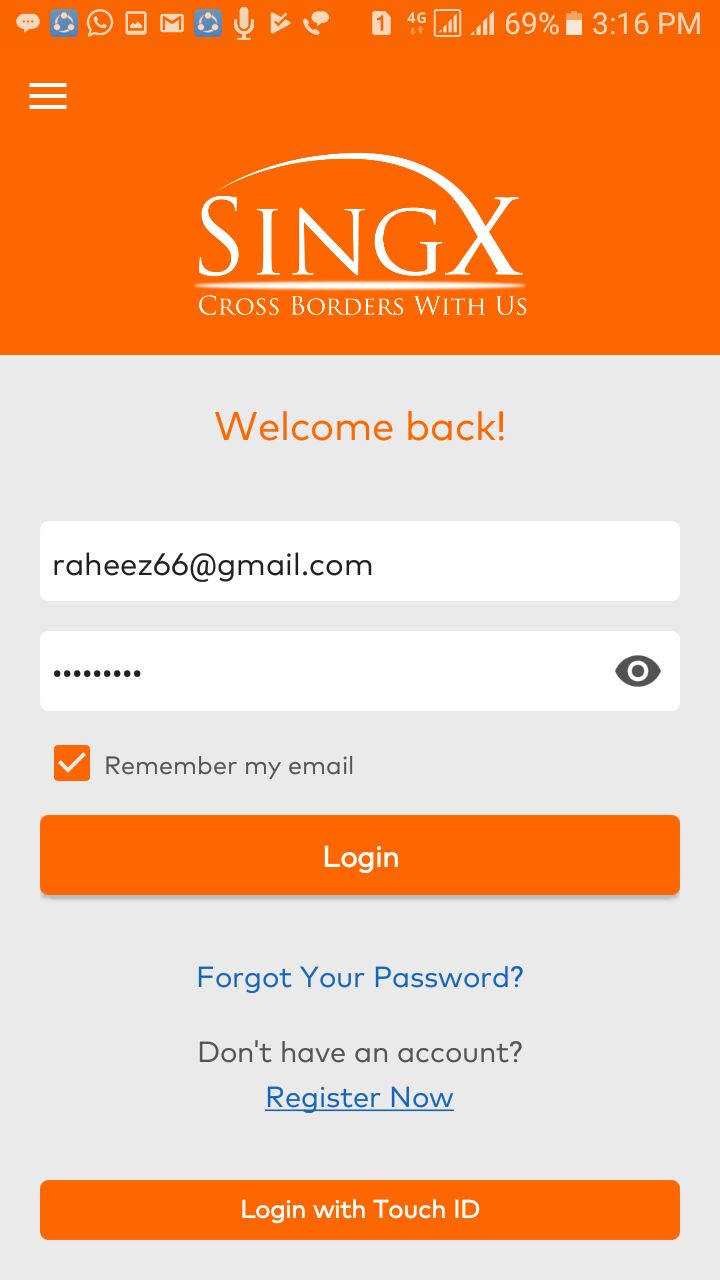 1 4G 69% 3:16 PM
SINGX
CROSS BORDERS WITH US
Welcome back!
raheez66@gmail.com
•••••••••
Remember my email
Login
Forgot Your Password?
Don't have an account?
Register Now
Login with Touch ID